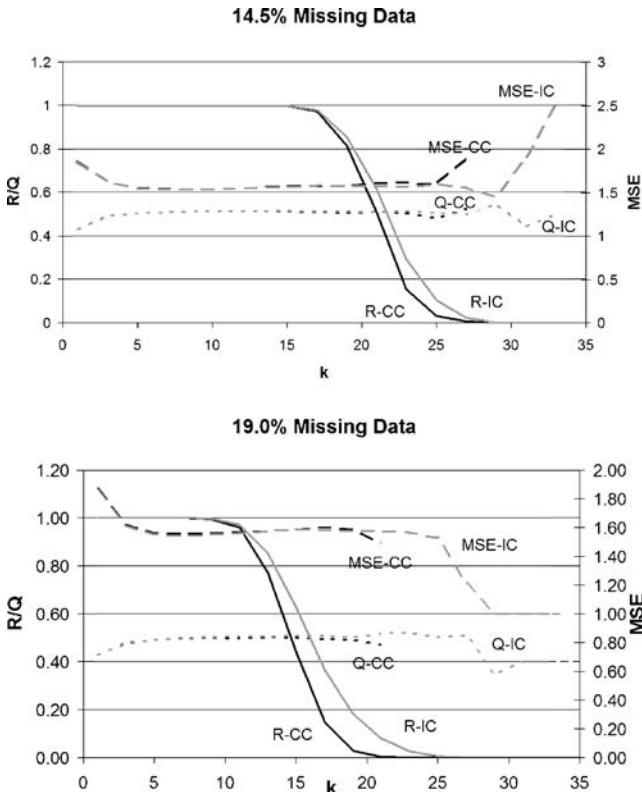 14.5% Missing Data
1.2
1
0.8
0.6
0.4
0.2
0
R/Q
3
2.5
2
1.5
1
0.5
0
MSE
MSE-IC
MSE-CC
Q-CC
Q-IC
R-CC
R-IC
0 5 10 15 20 25 30 35
k
19.0% Missing Data
1.20
1.00
0.80
0.60
0.40
0.20
0.00
R/Q
2.00
1.80
1.60
1.40
1.20
1.00
0.80
0.60
0.40
0.20
0.00
MSE
MSE-IC
MSE-CC
Q-IC
Q-CC
R-CC
R-IC
0 5 10 15 20 25 30 35
k